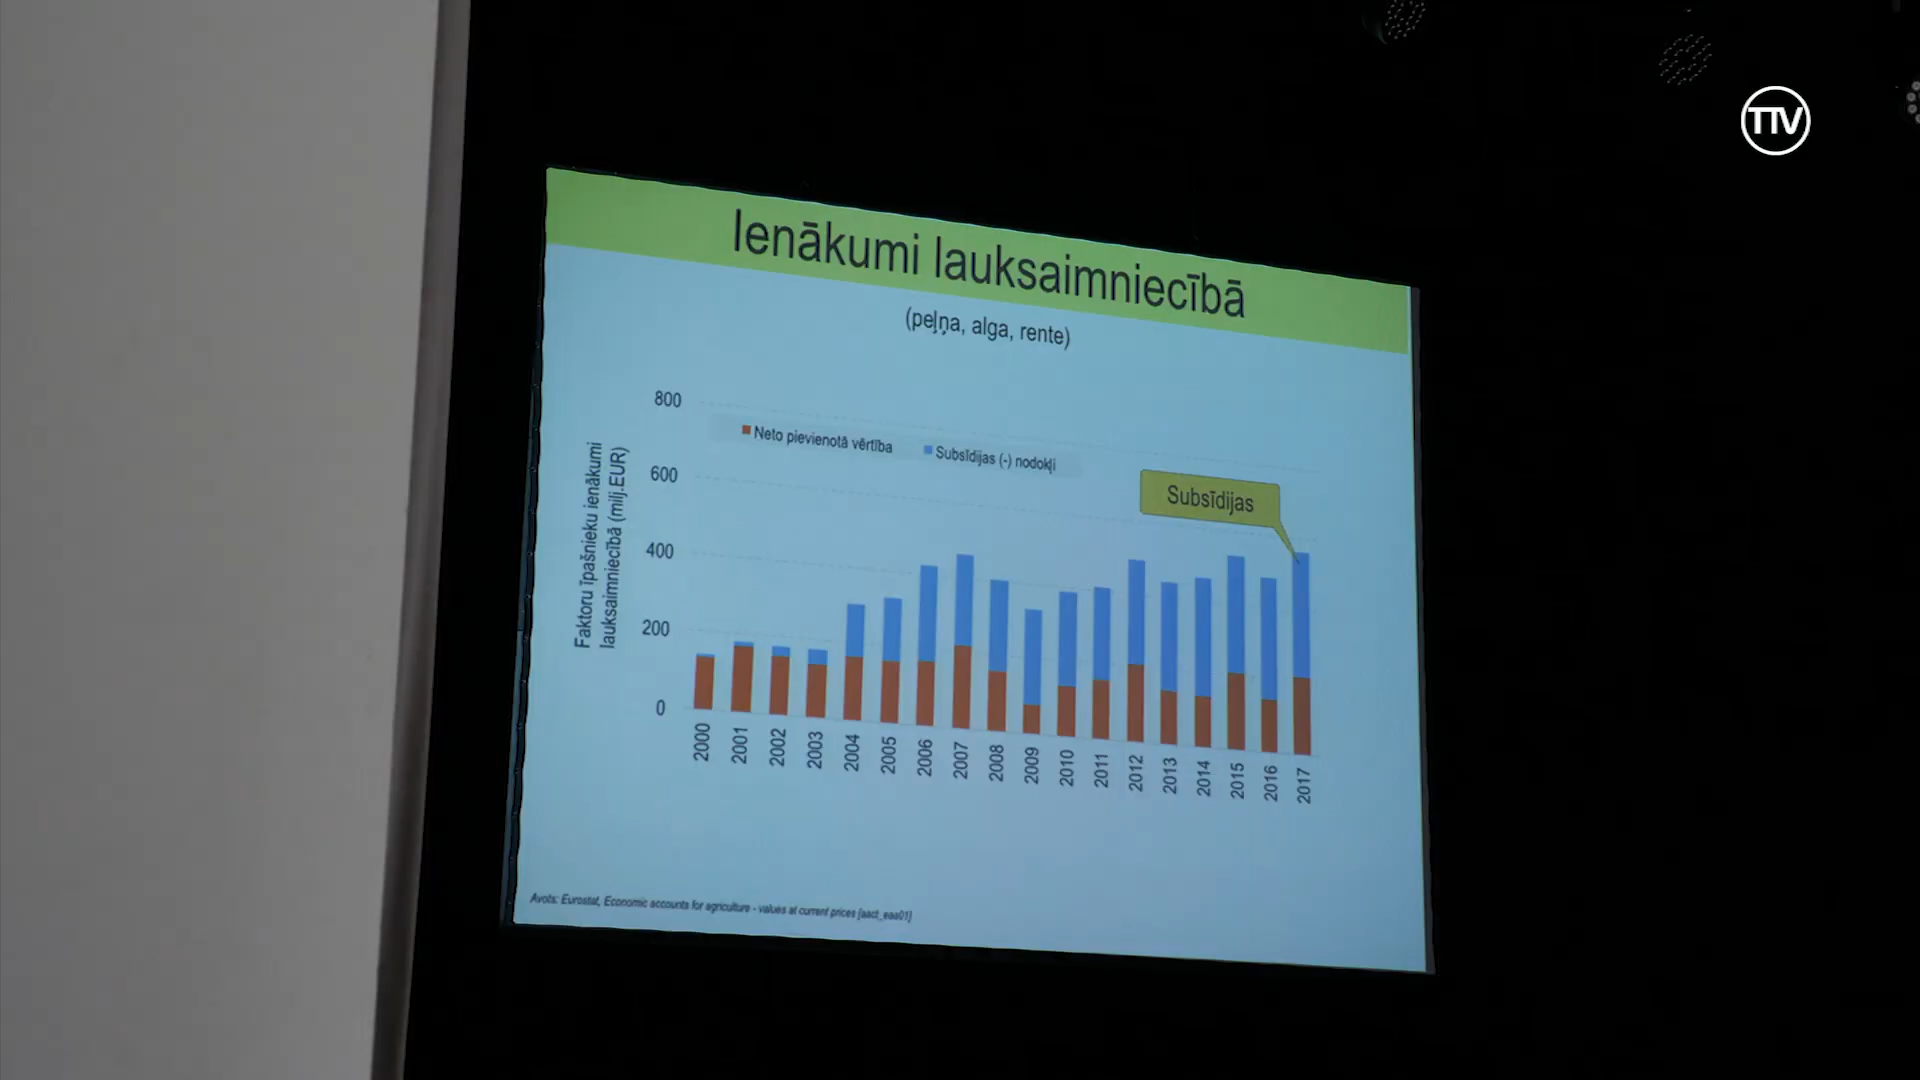 TTV
Ienākumi lauksaimniecībā
(peļņa, alga, rente)
Faktoru īpašnieku ienākumi
lauksaimniecībā (milj.EUR)
800
600
400
200
0
Neto pievienotā vērtība
Subsīdijas (-) nodokļi
Subsīdijas
2000
2001
2002
2003
2004
2005
2006
2007
2008
2009
2010
2011
2012
2013
2014
2015
2016
2017
Avots: Eurostat, Economic accounts for agriculture - values at current prices [aact_eaa01]